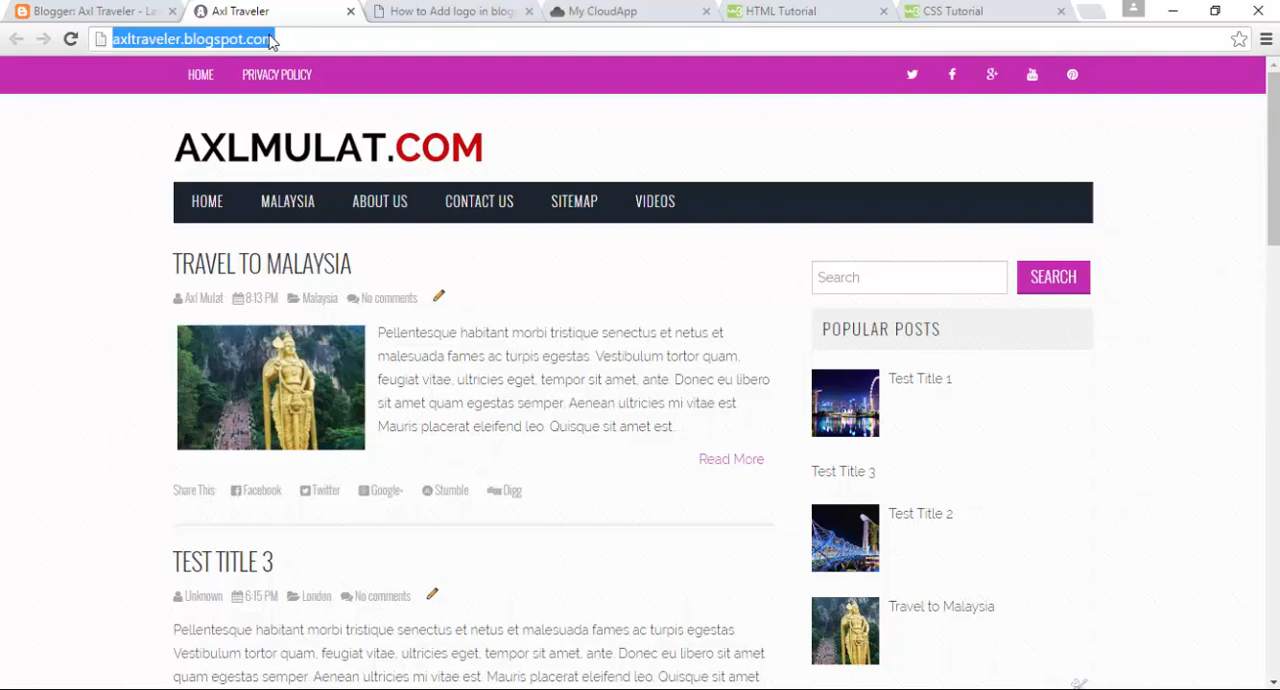 Blogger: Axl Traveler - La
Axl Traveler
How to Add logo in blog
My CloudApp
HTML Tutorial
CSS Tutorial
axltraveler.blogspot.com
HOME
PRIVACY POLICY
AXLMULAT.COM
HOME
MALAYSIA
ABOUT US
CONTACT US
SITEMAP
VIDEOS
TRAVEL TO MALAYSIA
Axl Mulat
8:13 PM
Malaysia
No comments
Pellentesque habitant morbi tristique senectus et netus et
malesuada fames ac turpis egestas. Vestibulum tortor quam,
feugiat vitae, ultricies eget, tempor sit amet, ante. Donec eu libero
sit amet quam egestas semper. Aenean ultricies mi vitae est.
Mauris placerat eleifend leo. Quisque sit amet est...
Read More
Share This:
Facebook
Twitter
Google+
Stumble
Digg
TEST TITLE 3
Unknown
6:15 PM
London
No comments
Pellentesque habitant morbi tristique senectus et netus et malesuada fames ac turpis egestas.
Vestibulum tortor quam, feugiat vitae, ultricies eget, tempor sit amet, ante. Donec eu libero
sit amet quam egestas semper. Aenean ultricies mi vitae est. Mauris placerat eleifend leo.
Search
SEARCH
POPULAR POSTS
Test Title 1
Test Title 3
Test Title 2
Travel to Malaysia